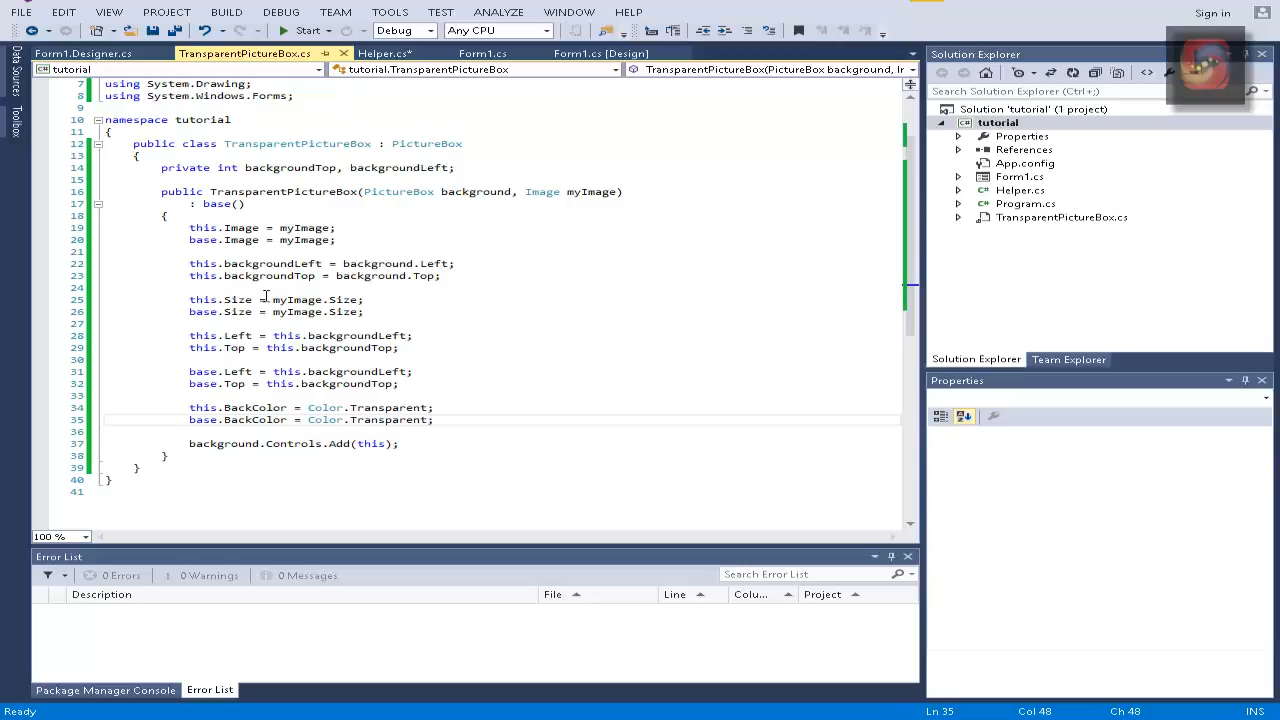 FILE EDIT VIEW PROJECT BUILD DEBUG TEAM TOOLS TEST ANALYZE WINDOW HELP Sign in
Start Debug Any CPU
Form1.Designer.cs TransparentPictureBox.cs Helper.cs* Form1.cs Form1.cs [Design]
tutorial tutorial.TransparentPictureBox TransparentPictureBox(PictureBox background, Ir
Data Sources
Toolbox
7 using System.Drawing;
8 using System.Windows.Forms;
9
10 namespace tutorial
11 {
12 public class TransparentPictureBox : PictureBox
13 {
14 private int backgroundTop, backgroundLeft;
15
16 public TransparentPictureBox(PictureBox background, Image myImage)
17 : base()
18 {
19 this.Image = myImage;
20 base.Image = myImage;
21
22 this.backgroundLeft = background.Left;
23 this.backgroundTop = background.Top;
24
25 this.Size = myImage.Size;
26 base.Size = myImage.Size;
27
28 this.Left = this.backgroundLeft;
29 this.Top = this.backgroundTop;
30
31 base.Left = this.backgroundLeft;
32 base.Top = this.backgroundTop;
33
34 this.BackColor = Color.Transparent;
35 base.BackColor = Color.Transparent;
36
37 background.Controls.Add(this);
38 }
39 }
40 }
41
100 %
Error List
0 Errors 0 Warnings 0 Messages Search Error List
Description File Line Colu... Project
Package Manager Console Error List
Solution Explorer
Search Solution Explorer (Ctrl+;)
Solution 'tutorial' (1 project)
C# tutorial
Properties
References
App.config
Form1.cs
C# Helper.cs
C# Program.cs
TransparentPictureBox.cs
Solution Explorer Team Explorer
Properties
Ready Ln 35 Col 48 Ch 48 INS